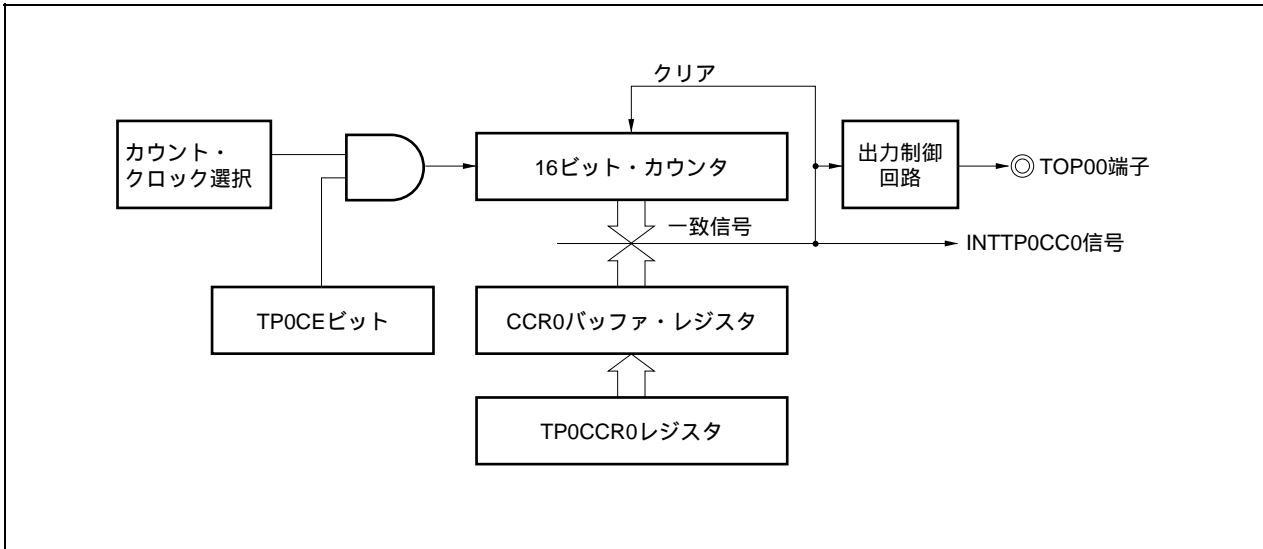 クリア
カウント・
クロック選択
16ビット・カウンタ
出力制御
回路
TOP00端子
一致信号
INTTP0CC0信号
TP0CEビット
CCR0バッファ・レジスタ
TP0CCR0レジスタ